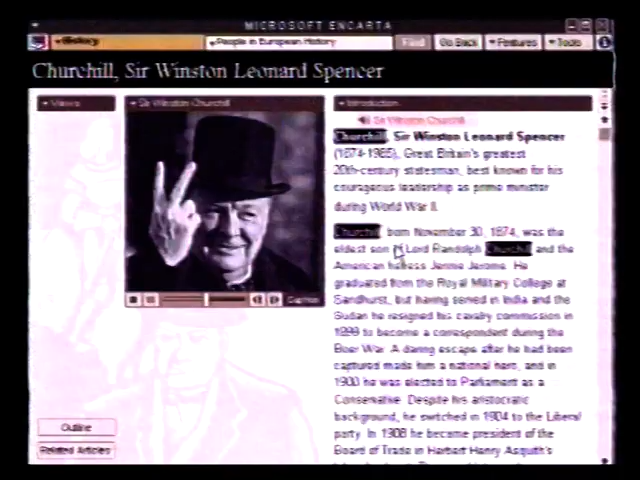 MICROSOFT ENCARTA
History
People in European History
Find
Go Back
Features
Tools
Churchill, Sir Winston Leonard Spencer
Views
Sir Winston Churchill
Introduction
Sir Winston Churchill
Churchill, Sir Winston Leonard Spencer
(1874-1965), Great Britain's greatest
20th-century statesman, best known for his
courageous leadership as prime minister
during World War II.
Churchill, born November 30, 1874, was the
eldest son of Lord Randolph Churchill and the
American heiress Jennie Jerome. He
graduated from the Royal Military College at
Sandhurst, but having served in India and the
Sudan he resigned his cavalry commission in
1899 to become a correspondent during the
Boer War. A daring escape after he had been
captured made him a national hero, and in
1900 he was elected to Parliament as a
Conservative. Despite his aristocratic
background, he switched in 1904 to the Liberal
party. In 1908 he became president of the
Board of Trade in Herbert Henry Asquith's
Caption
Outline
Related Articles